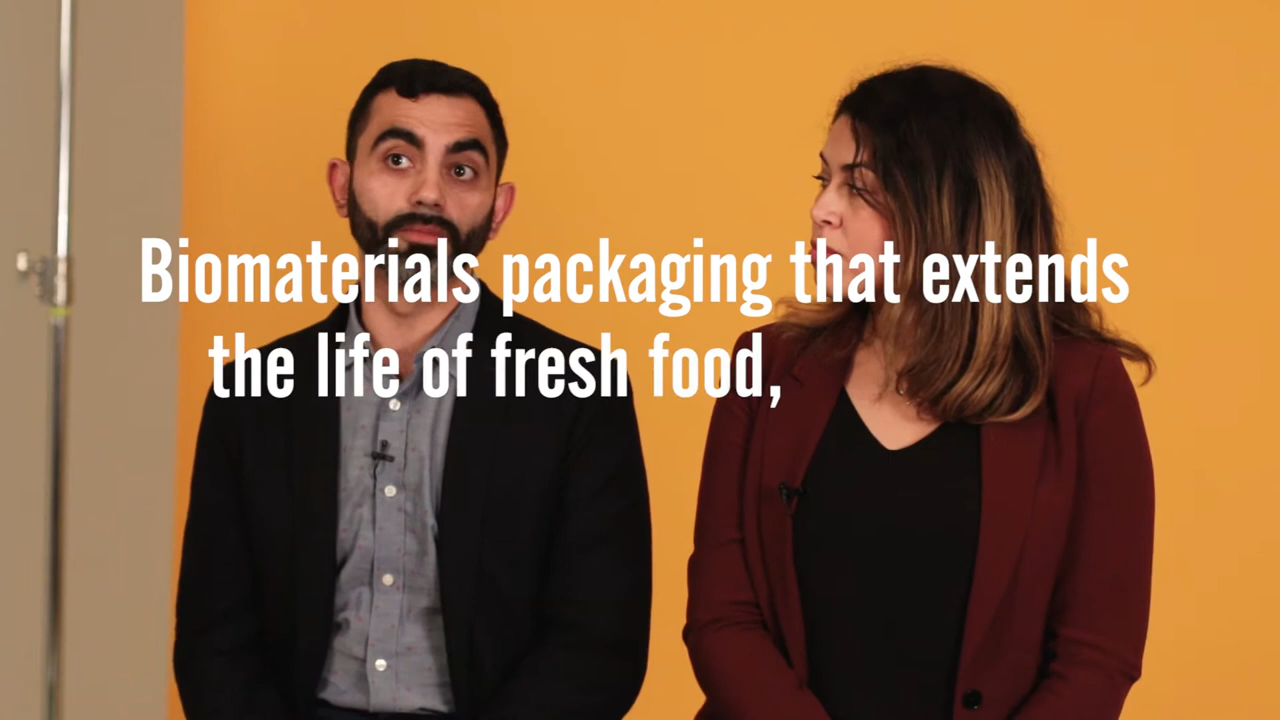 Biomaterials packaging that extends
the life of fresh food,